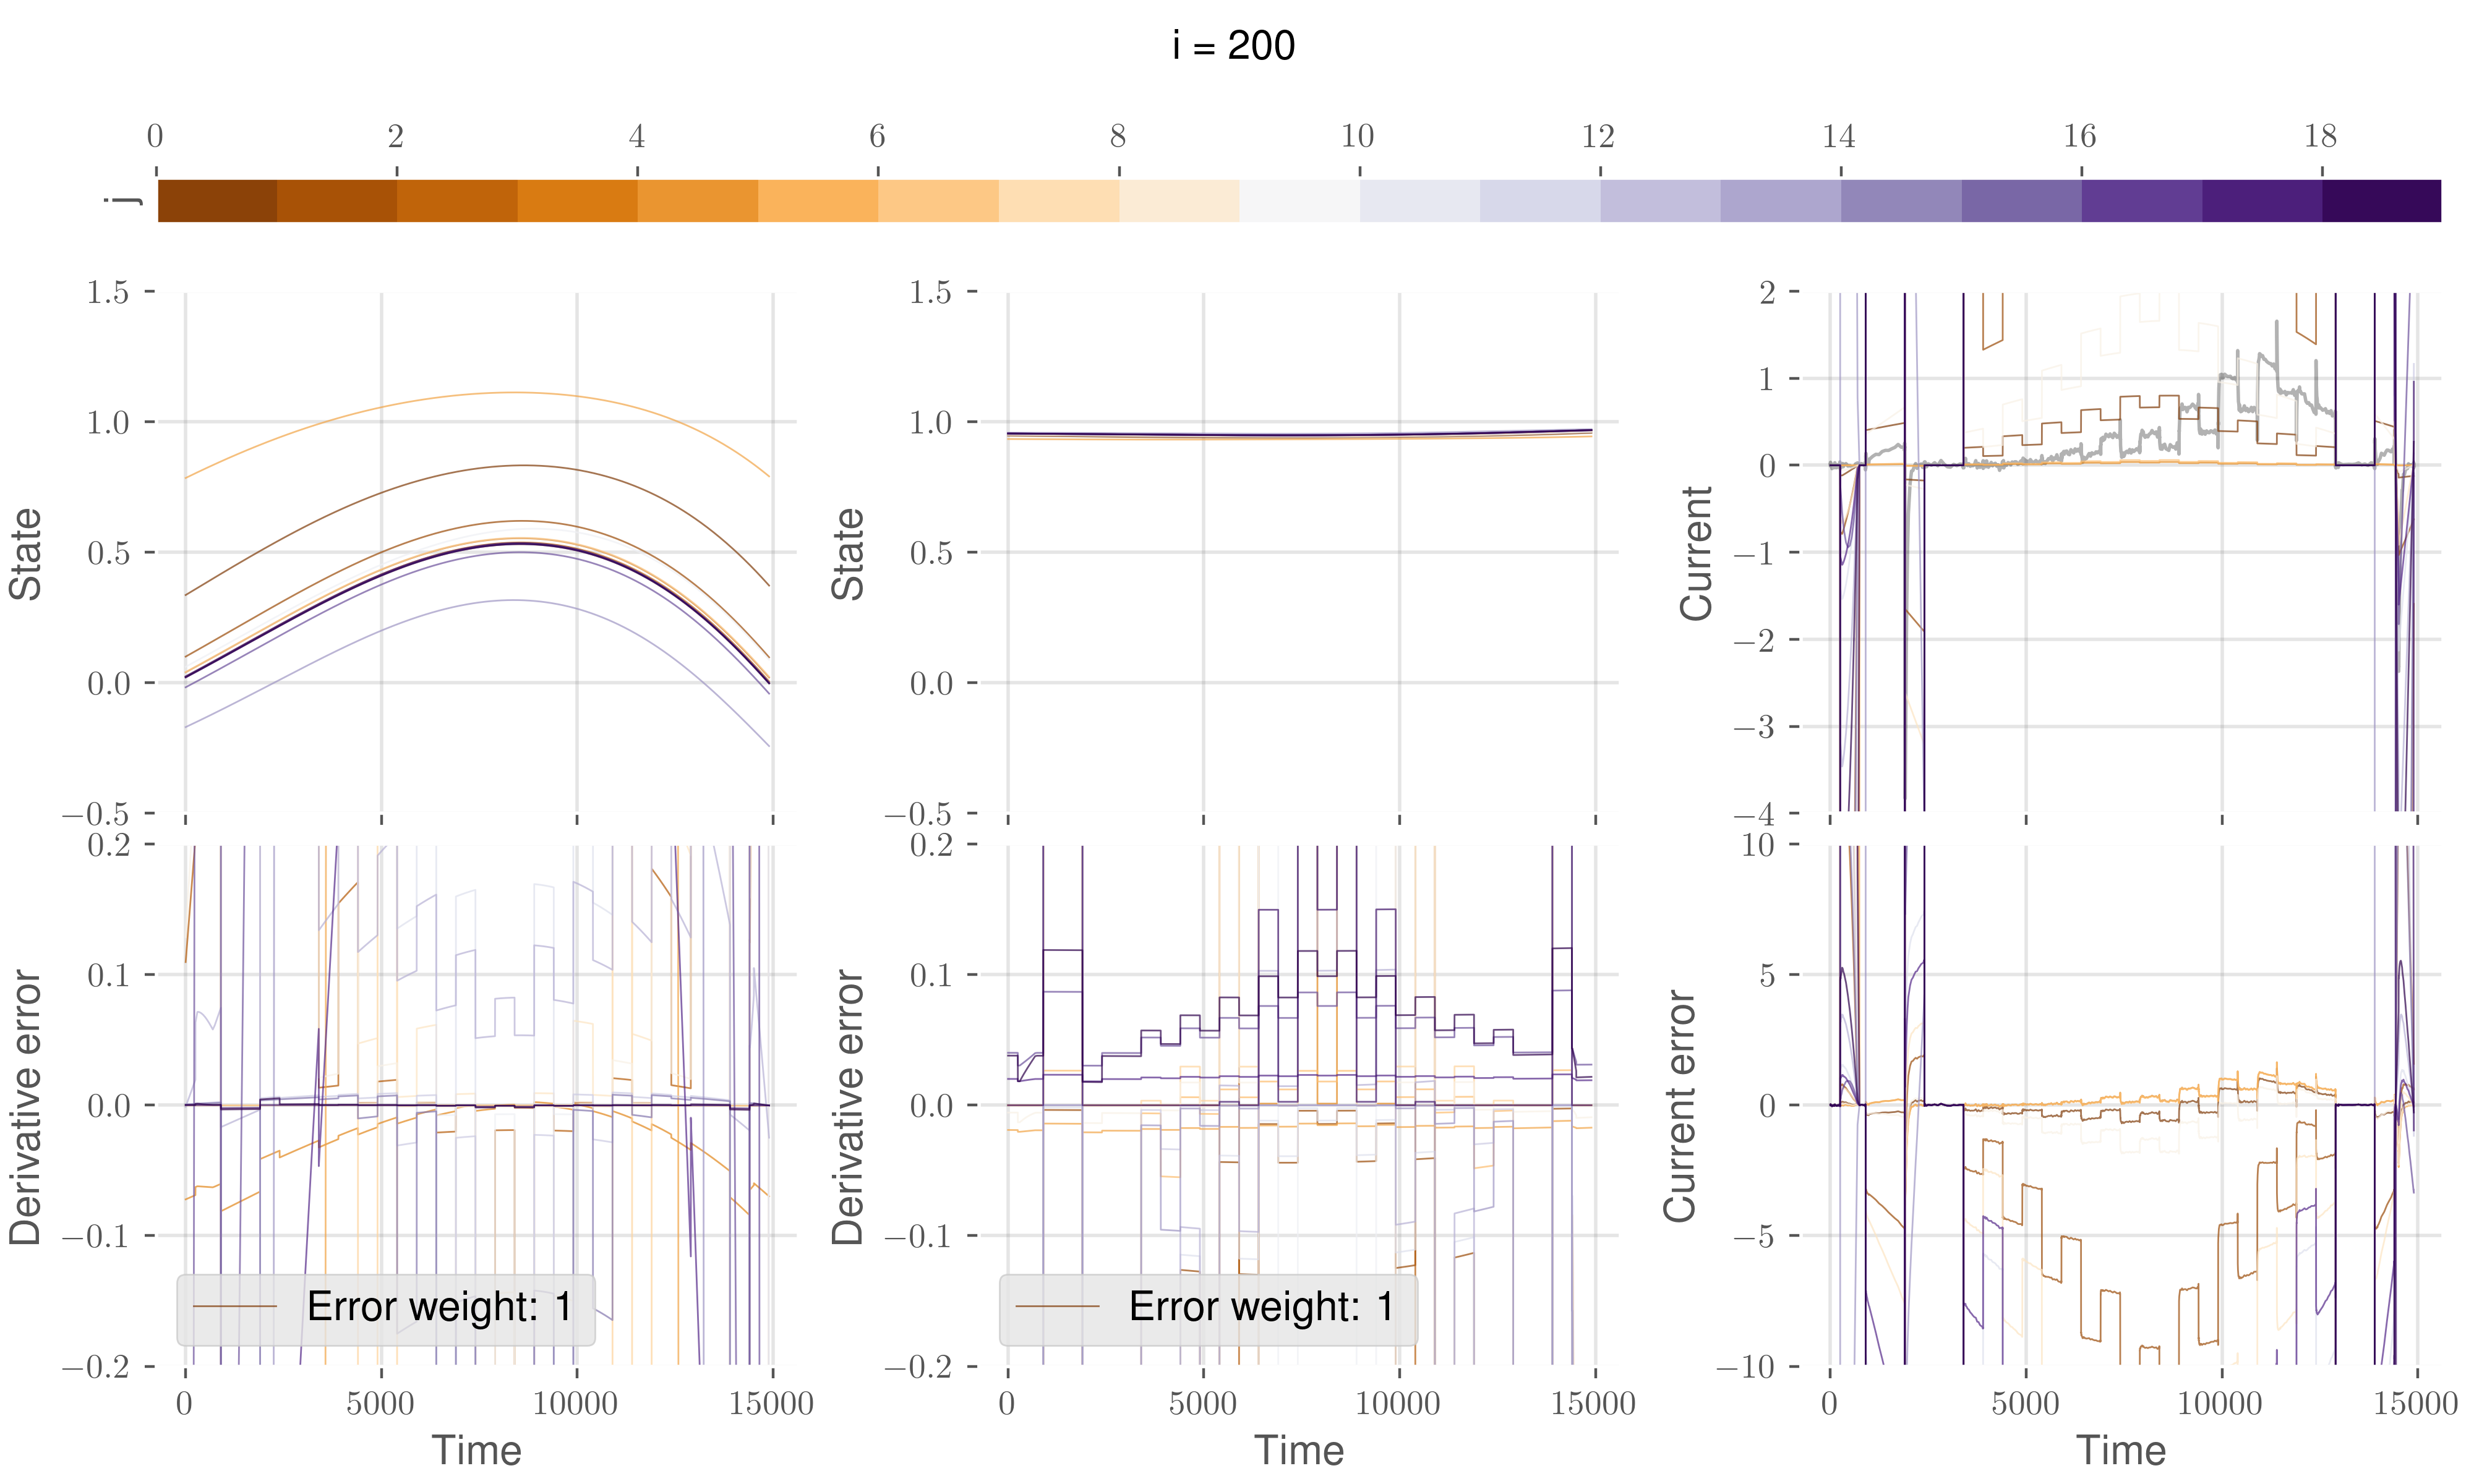 i = 200
0 2 4 6 8 10 12 14 16 18
j
1.5 1.0 0.5 0.0 −0.5
State
1.5 1.0 0.5 0.0 −0.5
State
2 1 0 −1 −2 −3 −4
Current
0.2 0.1 0.0 −0.1 −0.2
Derivative error
Error weight: 1
0 5000 10000 15000
Time
0.2 0.1 0.0 −0.1 −0.2
Derivative error
Error weight: 1
0 5000 10000 15000
Time
10 5 0 −5 −10
Current error
0 5000 10000 15000
Time